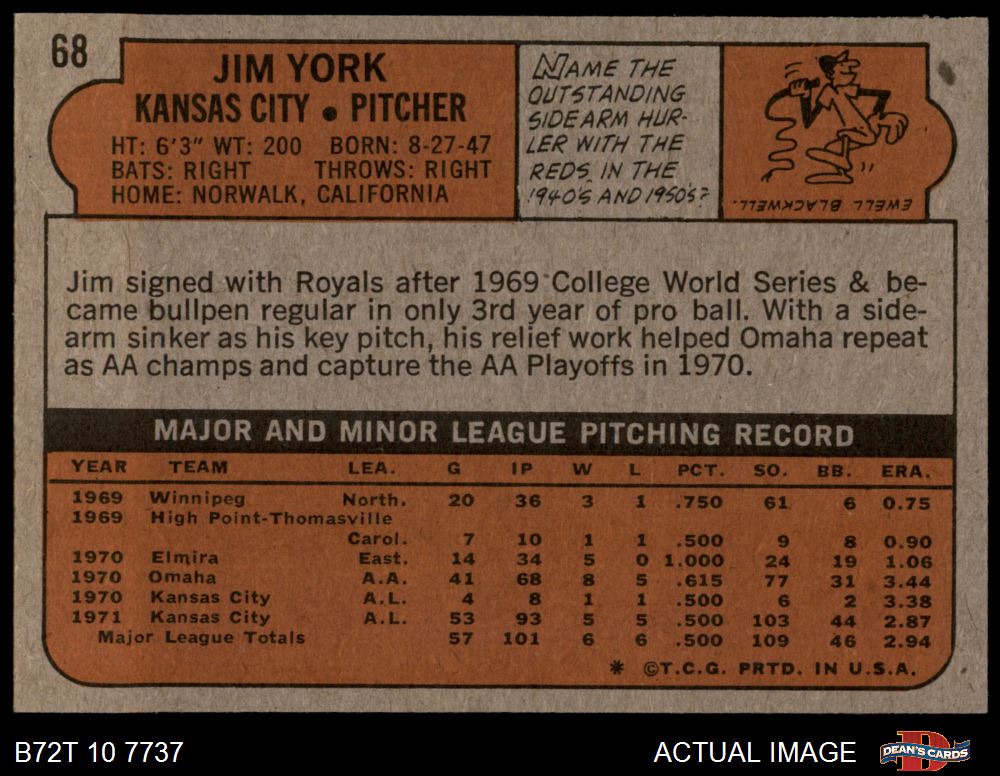 68
JIM YORK
KANSAS CITY • PITCHER
HT: 6'3" WT: 200 BORN: 8-27-47
BATS: RIGHT THROWS: RIGHT
HOME: NORWALK, CALIFORNIA
NAME THE
OUTSTANDING
SIDEARM HUR-
LER WITH THE
REDS IN THE
1940'S AND 1950'S?
EWELL BLACKWELL.
Jim signed with Royals after 1969 College World Series & be-
came bullpen regular in only 3rd year of pro ball. With a side-
arm sinker as his key pitch, his relief work helped Omaha repeat
as AA champs and capture the AA Playoffs in 1970.
MAJOR AND MINOR LEAGUE PITCHING RECORD
YEAR TEAM LEA. G IP W L PCT. SO. BB. ERA.
1969 Winnipeg North. 20 36 3 1 .750 61 6 0.75
1969 High Point-Thomasville
Carol. 7 10 1 1 .500 9 8 0.90
1970 Elmira East. 14 34 5 0 1.000 24 19 1.06
1970 Omaha A.A. 41 68 8 5 .615 77 31 3.44
1970 Kansas City A.L. 4 8 1 1 .500 6 2 3.38
1971 Kansas City A.L. 53 93 5 5 .500 103 44 2.87
Major League Totals 57 101 6 6 .500 109 46 2.94
* ©T.C.G. PRTD. IN U.S.A.
B72T 10 7737
ACTUAL IMAGE
D
DEAN'S CARDS